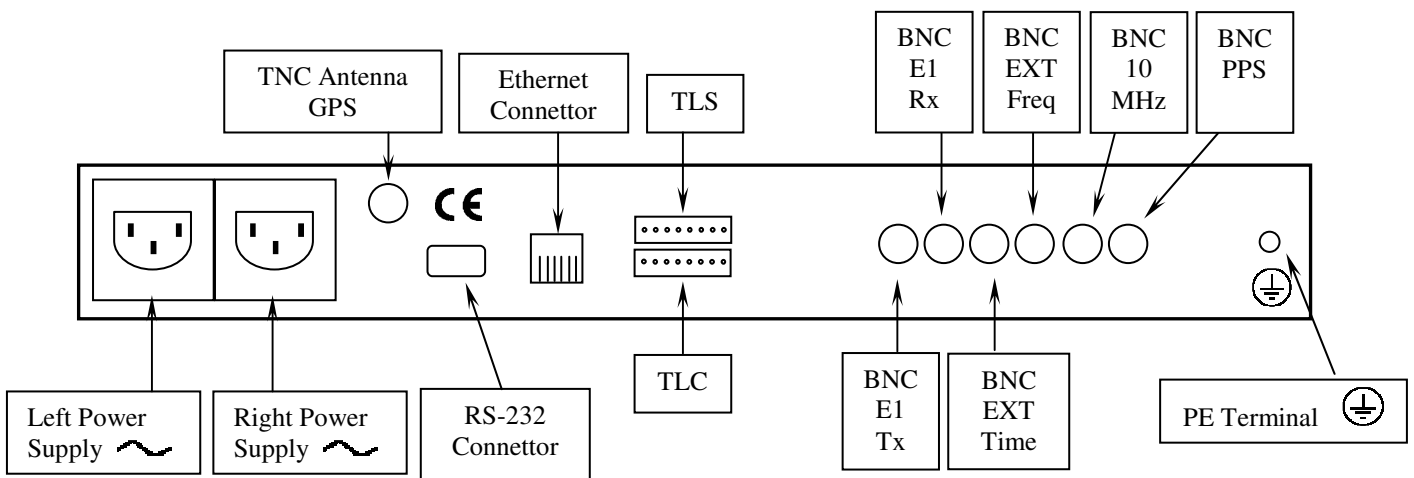 TNC Antenna
GPS
Ethernet
Connettor
TLS
BNC
E1
Rx
BNC
EXT
Freq
BNC
10
MHz
BNC
PPS
CE
Left Power
Supply
Right Power
Supply
RS-232
Connettor
TLC
BNC
E1
Tx
BNC
EXT
Time
PE Terminal